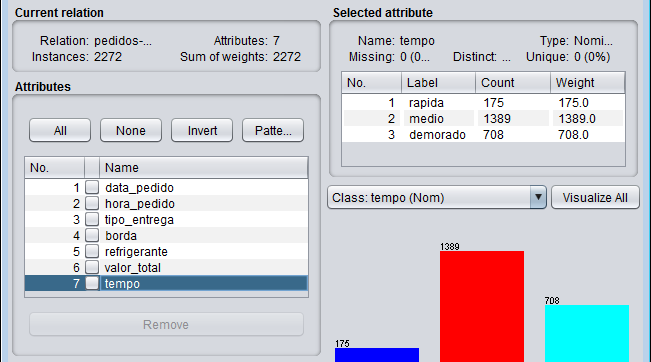 Current relation
Relation: pedidos-... Attributes: 7
Instances: 2272 Sum of weights: 2272
Attributes
All None Invert Patte...
No. Name
1 data_pedido
2 hora_pedido
3 tipo_entrega
4 borda
5 refrigerante
6 valor_total
7 tempo
Remove
Selected attribute
Name: tempo Type: Nomi...
Missing: 0 (0... Distinct: ... Unique: 0 (0%)
No. Label Count Weight
1 rapida 175 175.0
2 medio 1389 1389.0
3 demorado 708 708.0
Class: tempo (Nom) Visualize All
1389
708
175